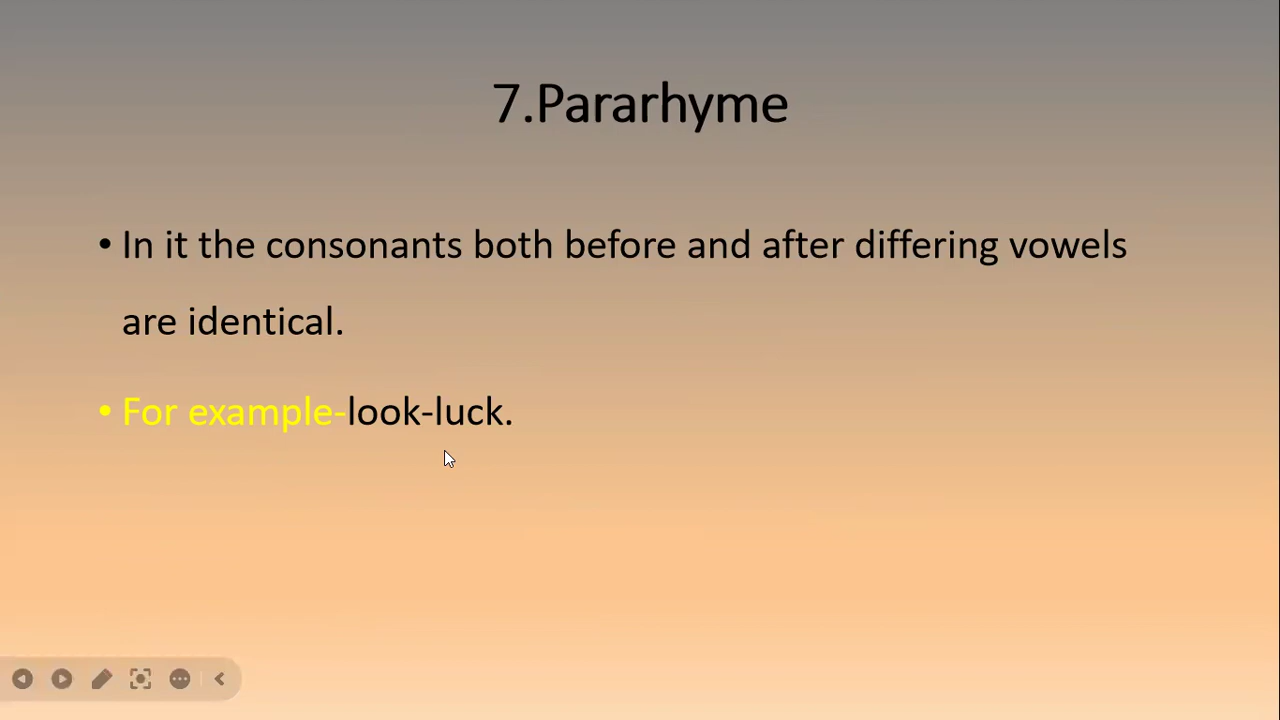 7.Pararhyme
• In it the consonants both before and after differing vowels
are identical.
• For example-look-luck.